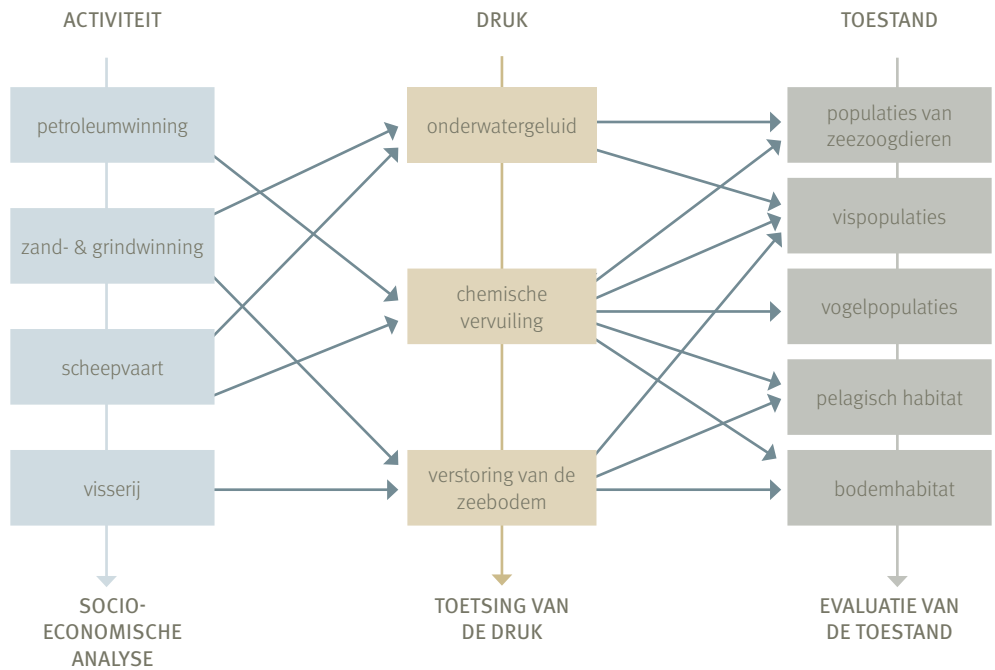 ACTIVITEIT
DRUK
TOESTAND
petroleumwinning
zand- & grindwinning
scheepvaart
visserij
onderwatergeluid
chemische
vervuiling
verstoring van de
zeebodem
populaties van
zeezoogdieren
vispopulaties
vogelpopulaties
pelagisch habitat
bodemhabitat
SOCIO-
ECONOMISCHE
ANALYSE
TOETSING VAN
DE DRUK
EVALUATIE VAN
DE TOESTAND